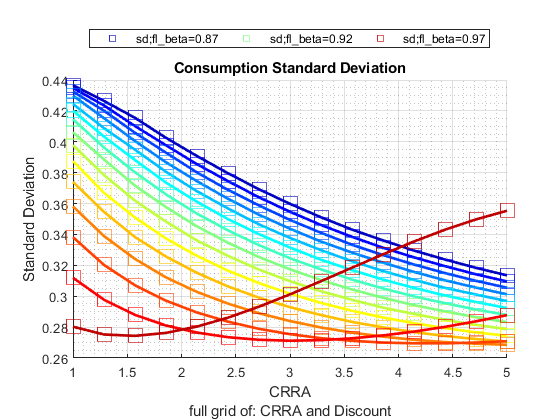 sd;fl_beta=0.87 sd;fl_beta=0.92 sd;fl_beta=0.97
Consumption Standard Deviation
0.44
0.42
0.4
0.38
0.36
0.34
0.32
0.3
0.28
0.26
Standard Deviation
1 1.5 2 2.5 3 3.5 4 4.5 5
CRRA
full grid of: CRRA and Discount